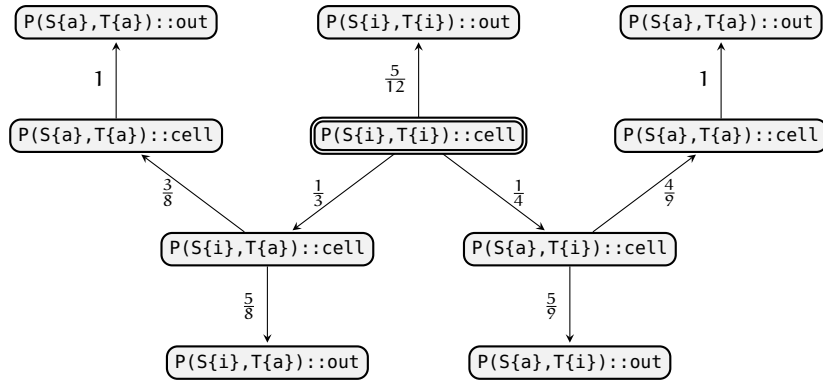 P(S{a},T{a})::out P(S{i},T{i})::out P(S{a},T{a})::out
1 5/12 1
P(S{a},T{a})::cell P(S{i},T{i})::cell P(S{a},T{a})::cell
3/8 1/3 1/4 4/9
P(S{i},T{a})::cell P(S{a},T{i})::cell
5/8 5/9
P(S{i},T{a})::out P(S{a},T{i})::out